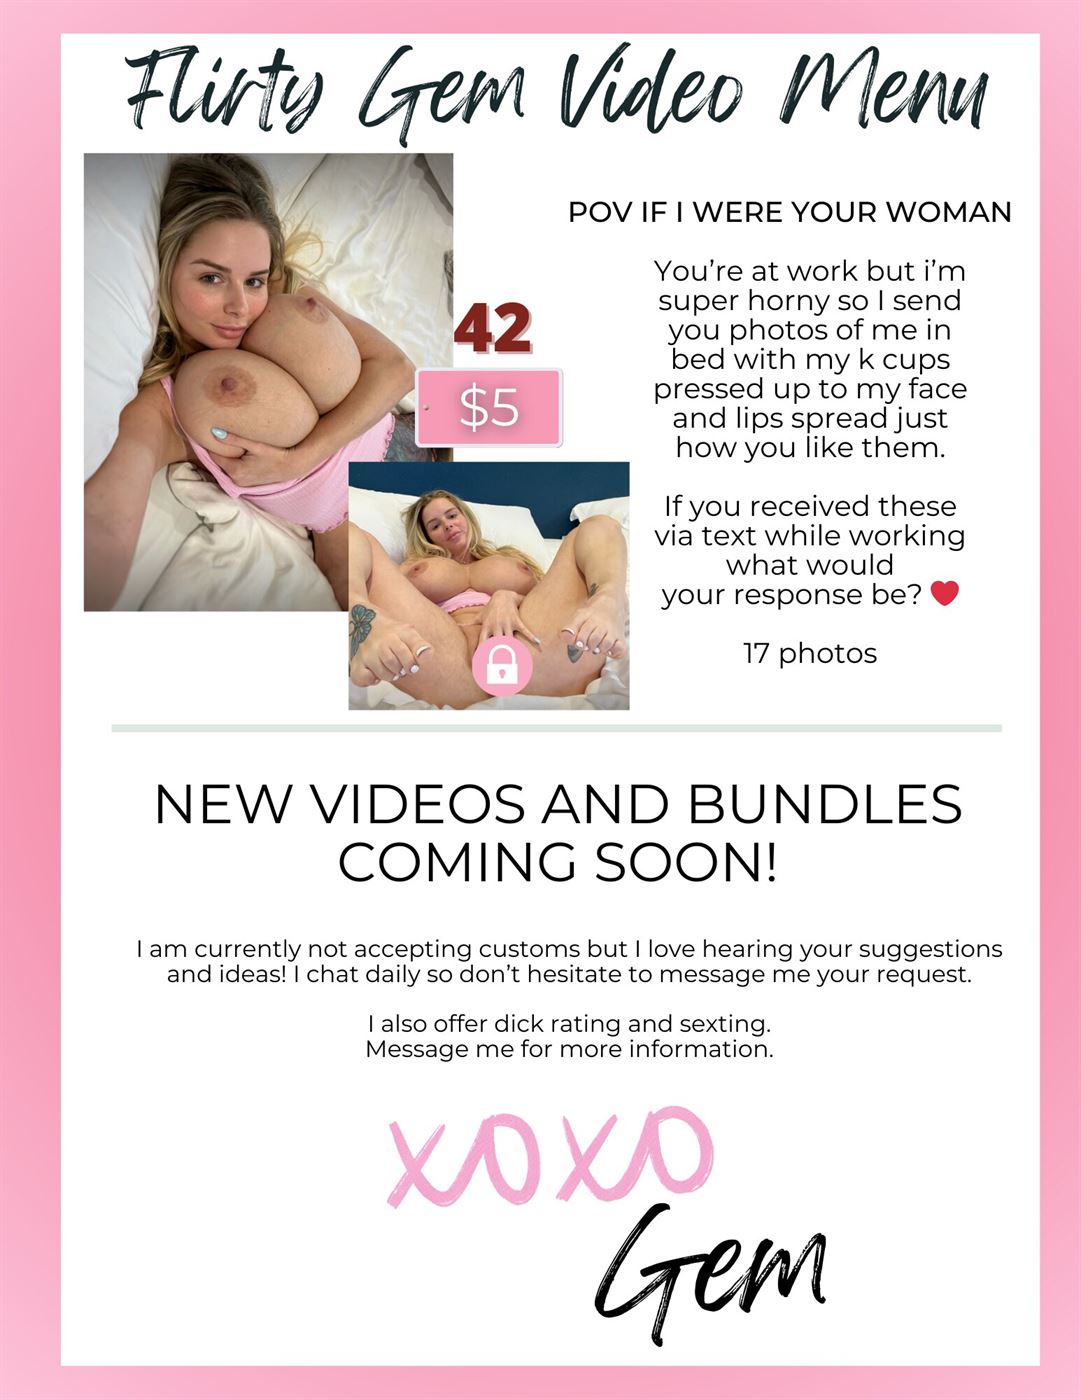 Flirty Gem Video Menu
POV IF I WERE YOUR WOMAN
You're at work but i'm
super horny so I send
you photos of me in
bed with my k cups
pressed up to my face
and lips spread just
how you like them.
If you received these
via text while working
what would
your response be? ❤️
17 photos
42
$5
NEW VIDEOS AND BUNDLES
COMING SOON!
I am currently not accepting customs but I love hearing your suggestions
and ideas! I chat daily so don't hesitate to message me your request.
I also offer dick rating and sexting.
Message me for more information.
xoxo
Gem